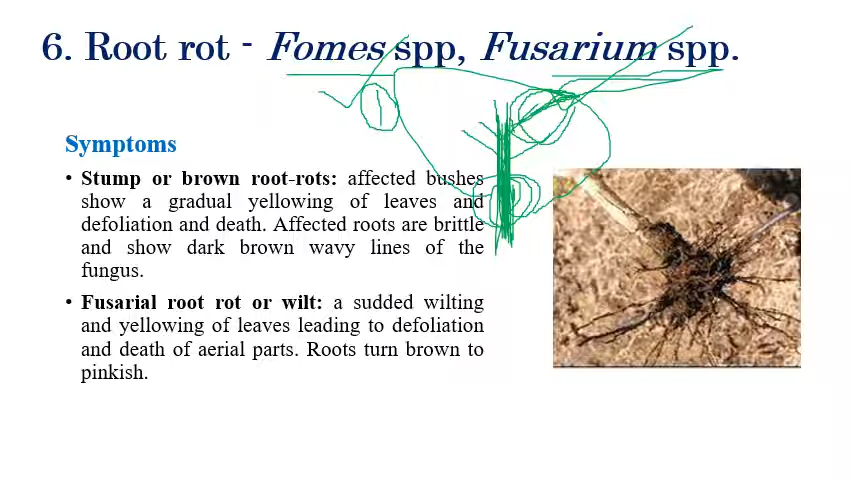 6. Root rot - Fomes spp, Fusarium spp.
Symptoms
• Stump or brown root-rots: affected bushes
show a gradual yellowing of leaves and
defoliation and death. Affected roots are brittle
and show dark brown wavy lines of the
fungus.
• Fusarial root rot or wilt: a sudded wilting
and yellowing of leaves leading to defoliation
and death of aerial parts. Roots turn brown to
pinkish.